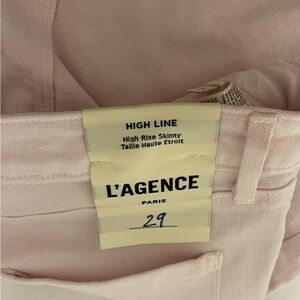 HIGH LINE
High Rise Skinny
Taille Haute Etroit
L'AGENCE
PARIS
29